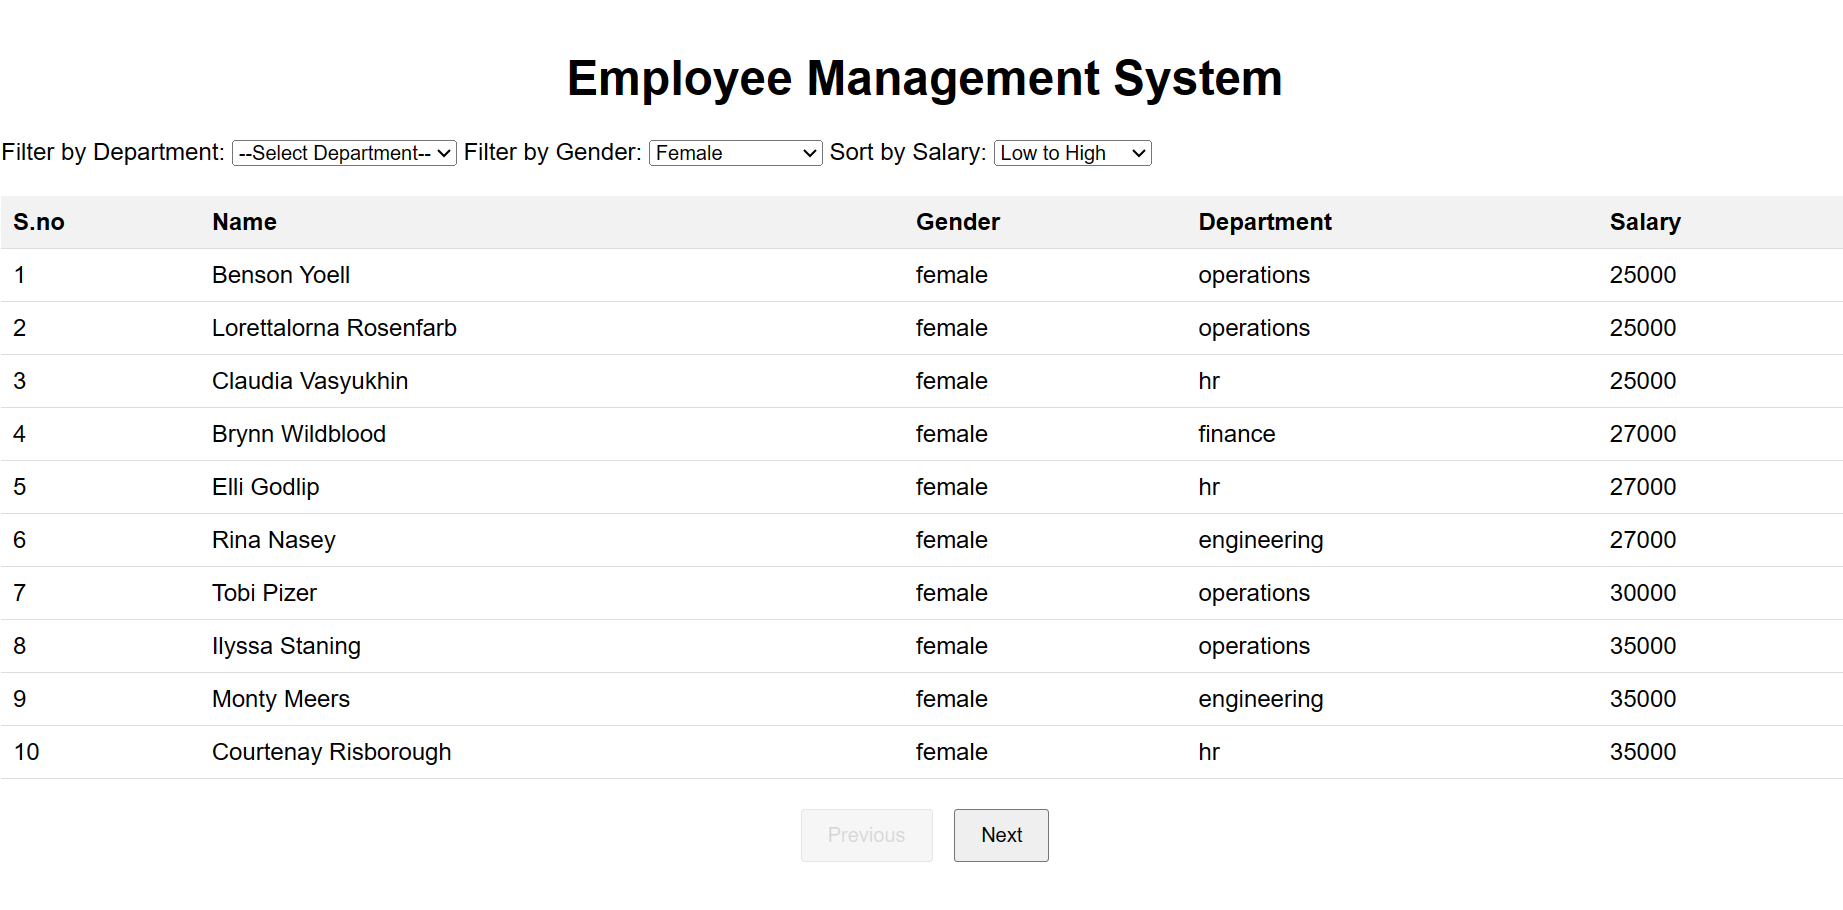 Employee Management System
Filter by Department: --Select Department-- Filter by Gender: Female Sort by Salary: Low to High
S.no Name Gender Department Salary
1 Benson Yoell female operations 25000
2 Lorettalorna Rosenfarb female operations 25000
3 Claudia Vasyukhin female hr 25000
4 Brynn Wildblood female finance 27000
5 Elli Godlip female hr 27000
6 Rina Nasey female engineering 27000
7 Tobi Pizer female operations 30000
8 Ilyssa Staning female operations 35000
9 Monty Meers female engineering 35000
10 Courtenay Risborough female hr 35000
Previous Next